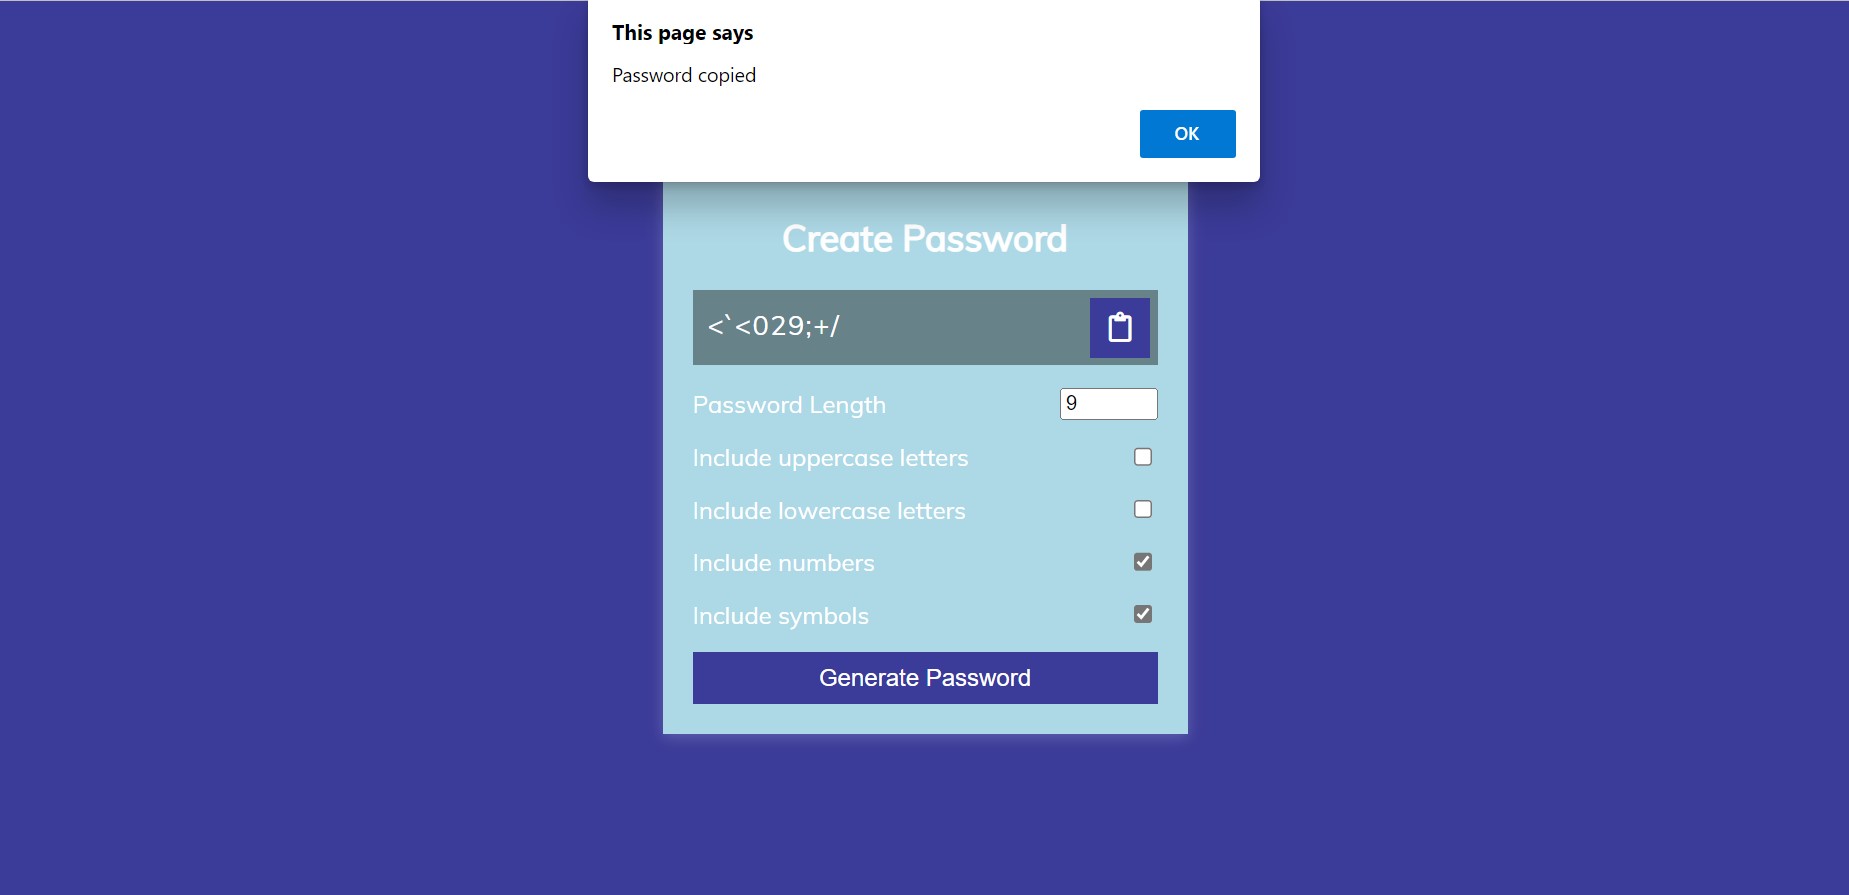 This page says
Password copied
OK
Create Password
<`<029;+/
Password Length
9
Include uppercase letters
Include lowercase letters
Include numbers
Include symbols
Generate Password